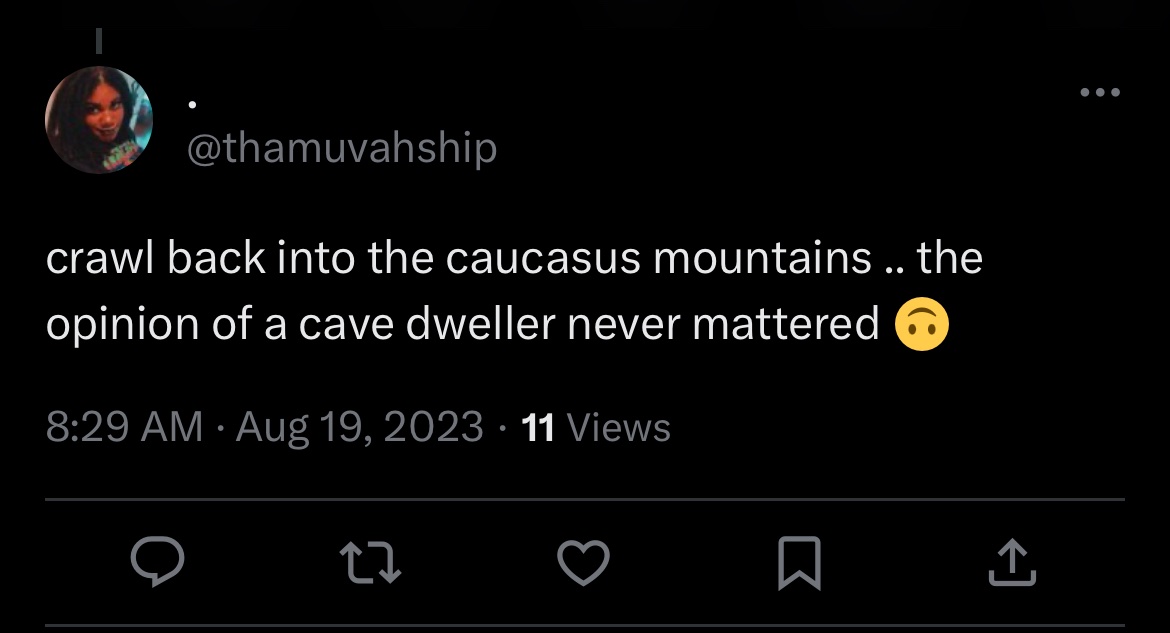 .
@thamuvahship
crawl back into the caucasus mountains .. the
opinion of a cave dweller never mattered 🙃
8:29 AM · Aug 19, 2023 · 11 Views